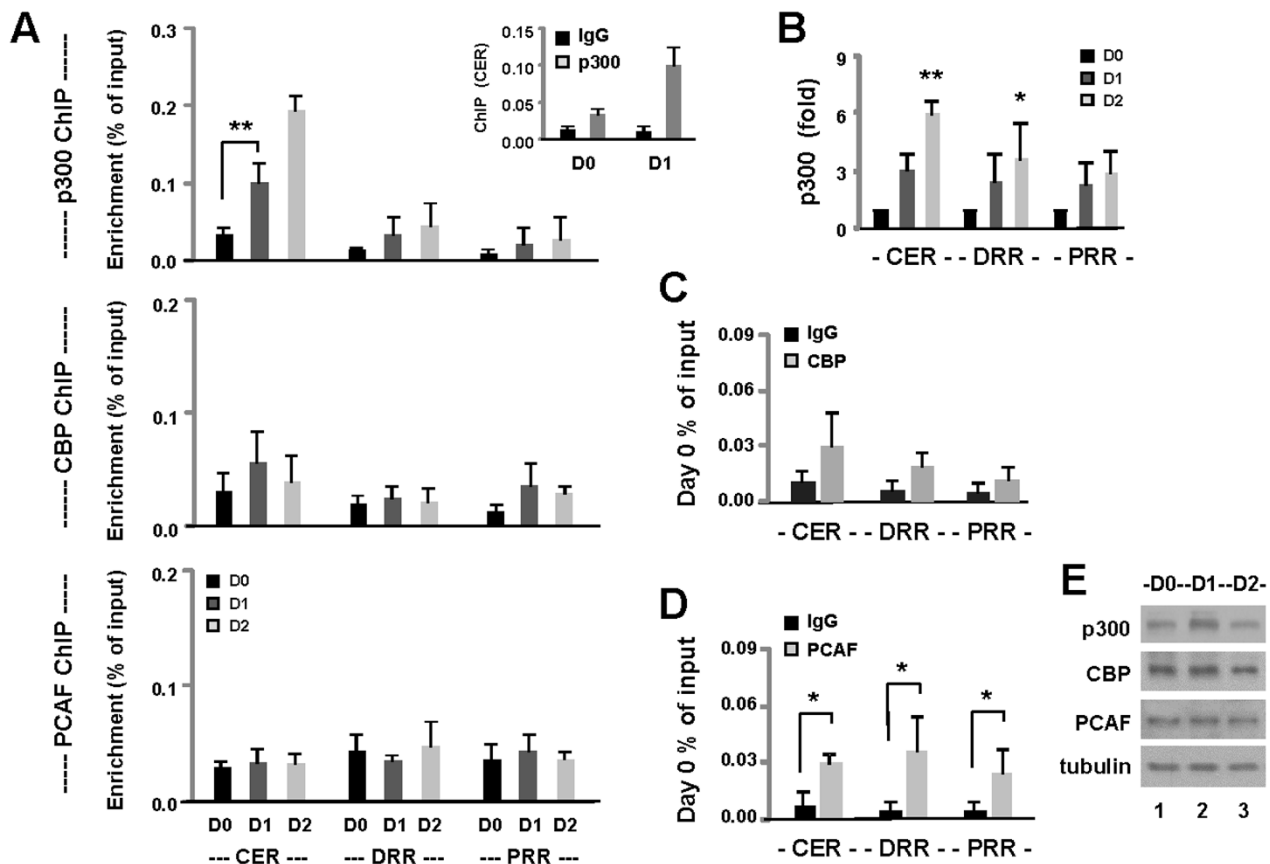 A
------ p300 ChIP ------
Enrichment (% of input)
0.3
0.2
0.1
0.0
**
ChIP (CER)
0.15
0.10
0.05
0.00
IgG
p300
D0 D1
------ CBP ChIP ------
Enrichment (% of input)
0.2
0.1
0.0
----- PCAF ChIP -----
Enrichment (% of input)
0.2
0.1
0.0
D0
D1
D2
D0 D1 D2 D0 D1 D2 D0 D1 D2
--- CER --- --- DRR --- --- PRR ---
B
p300 (fold)
9
6
3
0
** *
D0
D1
D2
- CER - - DRR - - PRR -
C
Day 0 % of input
0.09
0.06
0.03
0.00
IgG
CBP
- CER - - DRR - - PRR -
D
Day 0 % of input
0.09
0.06
0.03
0.00
IgG
PCAF
* * *
- CER - - DRR - - PRR -
E
-D0--D1--D2-
p300
CBP
PCAF
tubulin
1 2 3